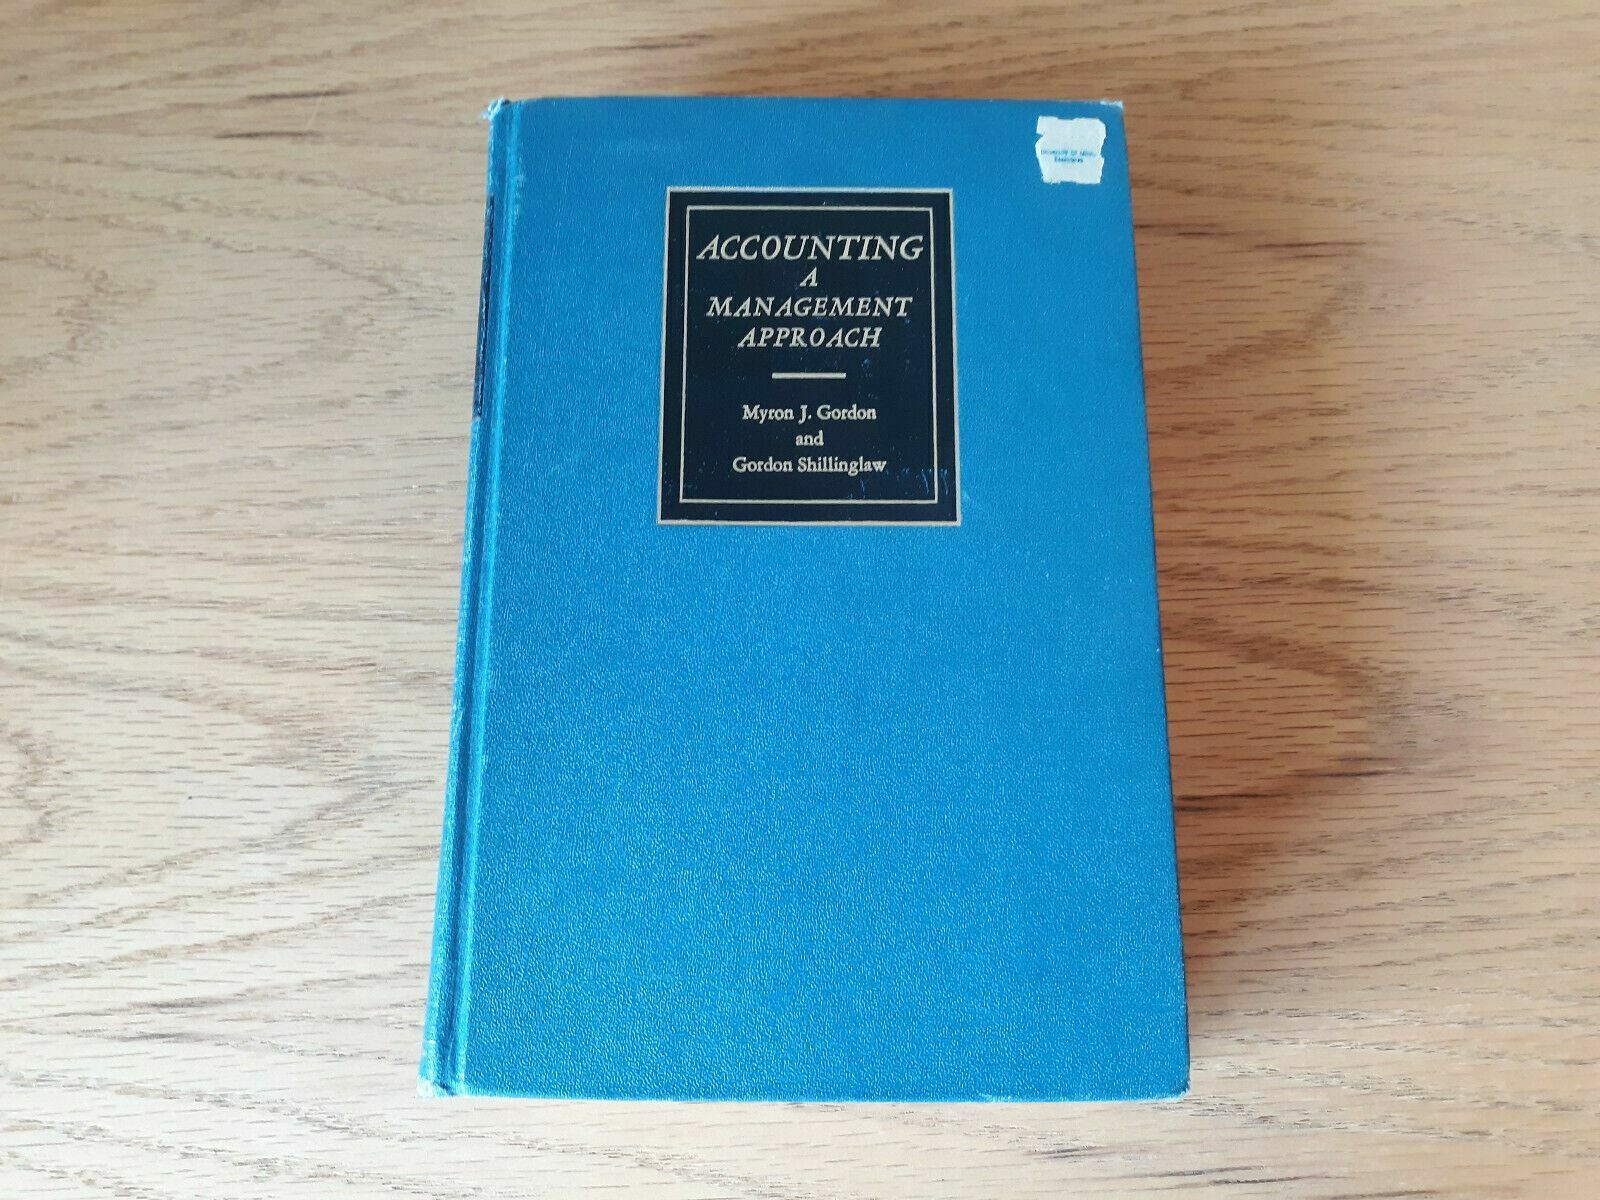 ACCOUNTING
A
MANAGEMENT
APPROACH
Myron J. Gordon
and
Gordon Shillinglaw